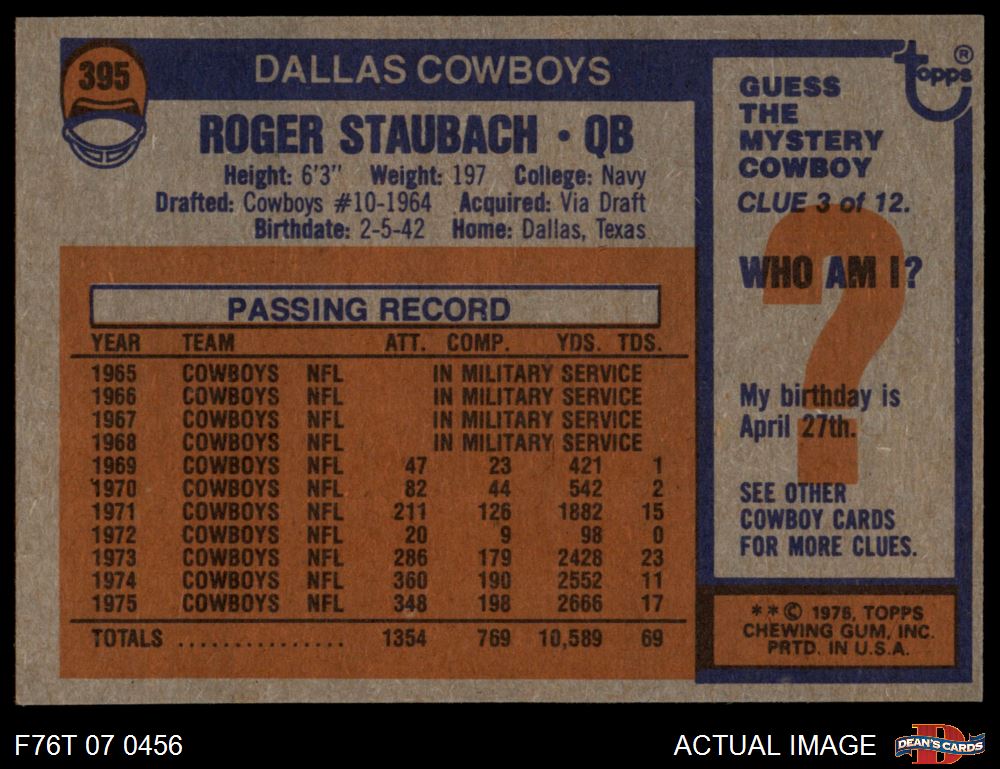 395
DALLAS COWBOYS
ROGER STAUBACH • QB
Height: 6'3" Weight: 197 College: Navy
Drafted: Cowboys #10-1964 Acquired: Via Draft
Birthdate: 2-5-42 Home: Dallas, Texas
PASSING RECORD
YEAR TEAM ATT. COMP. YDS. TDS.
1965 COWBOYS NFL IN MILITARY SERVICE
1966 COWBOYS NFL IN MILITARY SERVICE
1967 COWBOYS NFL IN MILITARY SERVICE
1968 COWBOYS NFL IN MILITARY SERVICE
1969 COWBOYS NFL 47 23 421 1
1970 COWBOYS NFL 82 44 542 2
1971 COWBOYS NFL 211 126 1882 15
1972 COWBOYS NFL 20 9 98 0
1973 COWBOYS NFL 286 179 2428 23
1974 COWBOYS NFL 360 190 2552 11
1975 COWBOYS NFL 348 198 2666 17
TOTALS ................ 1354 769 10,589 69
topps®
GUESS
THE
MYSTERY
COWBOY
CLUE 3 of 12.
?
WHO AM I?
My birthday is
April 27th.
SEE OTHER
COWBOY CARDS
FOR MORE CLUES.
**© 1976, TOPPS
CHEWING GUM, INC.
PRTD. IN U.S.A.
F76T 07 0456
ACTUAL IMAGE
D
DEAN'S CARDS